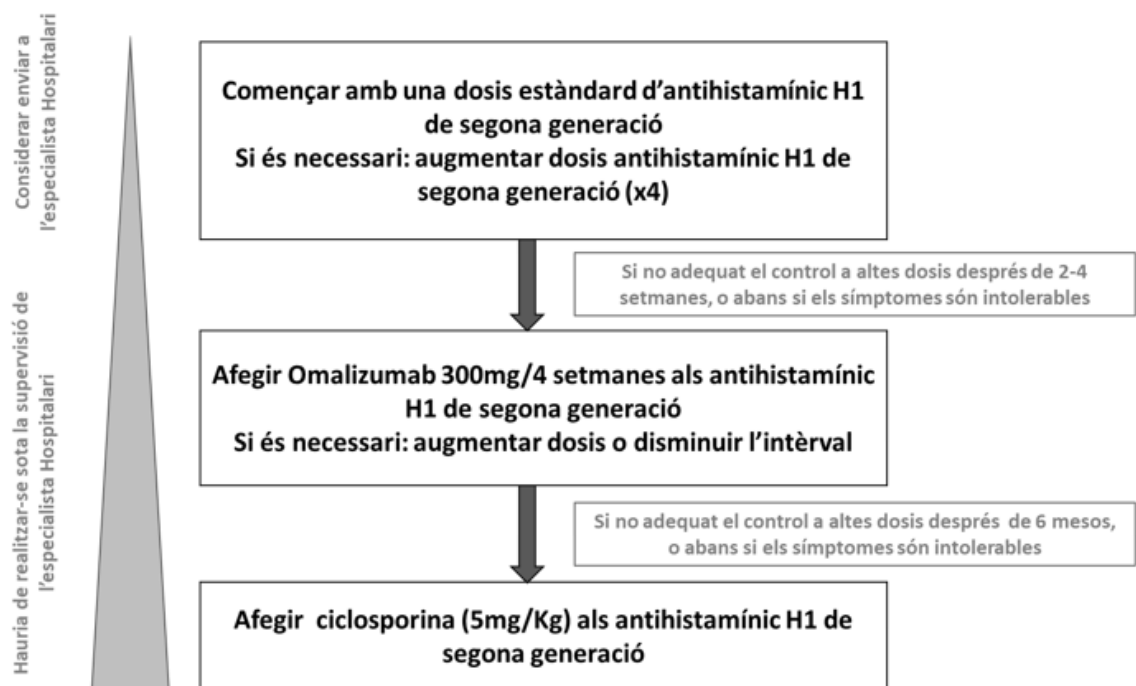 Considerar enviar a
l'especialista Hospitalari
Començar amb una dosis estàndard d'antihistamínic H1
de segona generació
Si és necessari: augmentar dosis antihistamínic H1 de
segona generació (x4)
Si no adequat el control a altes dosis després de 2-4
setmanes, o abans si els símptomes són intolerables
Hauria de realitzar-se sota la supervisió de
l'especialista Hospitalari
Afegir Omalizumab 300mg/4 setmanes als antihistamínic
H1 de segona generació
Si és necessari: augmentar dosis o disminuir l'intèrval
Si no adequat el control a altes dosis després de 6 mesos,
o abans si els símptomes són intolerables
Afegir ciclosporina (5mg/Kg) als antihistamínic H1 de
segona generació